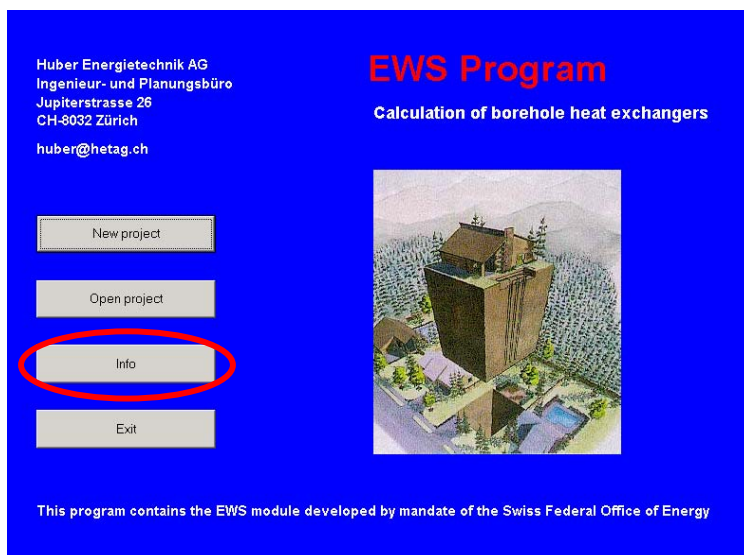 Huber Energietechnik AG
Ingenieur- und Planungsbüro
Jupiterstrasse 26
CH-8032 Zürich
huber@hetag.ch
EWS Program
Calculation of borehole heat exchangers
New project
Open project
Info
Exit
This program contains the EWS module developed by mandate of the Swiss Federal Office of Energy